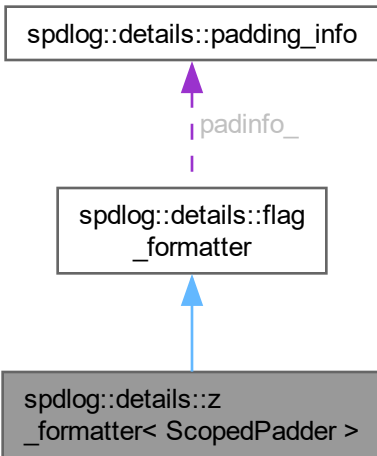 spdlog::details::padding_info
padinfo_
spdlog::details::flag
_formatter
spdlog::details::z
_formatter< ScopedPadder >